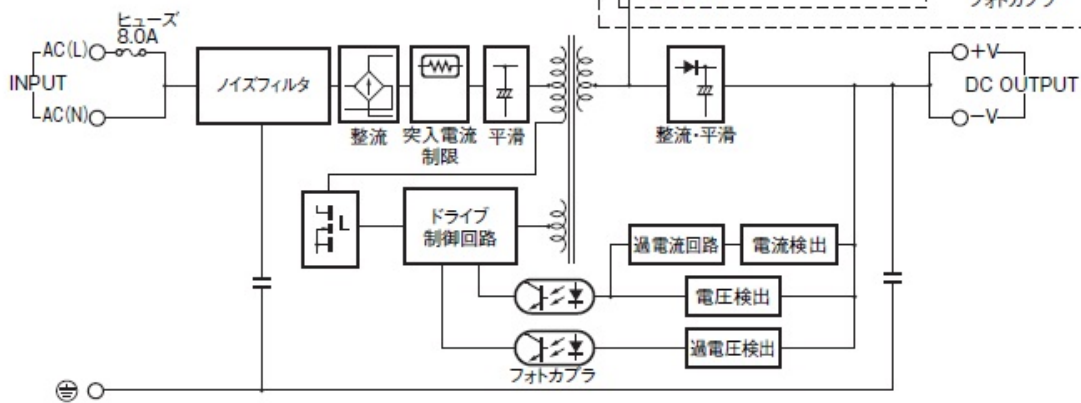 フォトカプラ
ヒューズ
8.0A
AC(L)
INPUT
AC(N)
ノイズフィルタ
整流
突入電流
制限
平滑
整流・平滑
+V
DC OUTPUT
−V
L
ドライブ
制御回路
過電流回路
電流検出
電圧検出
過電圧検出
フォトカプラ